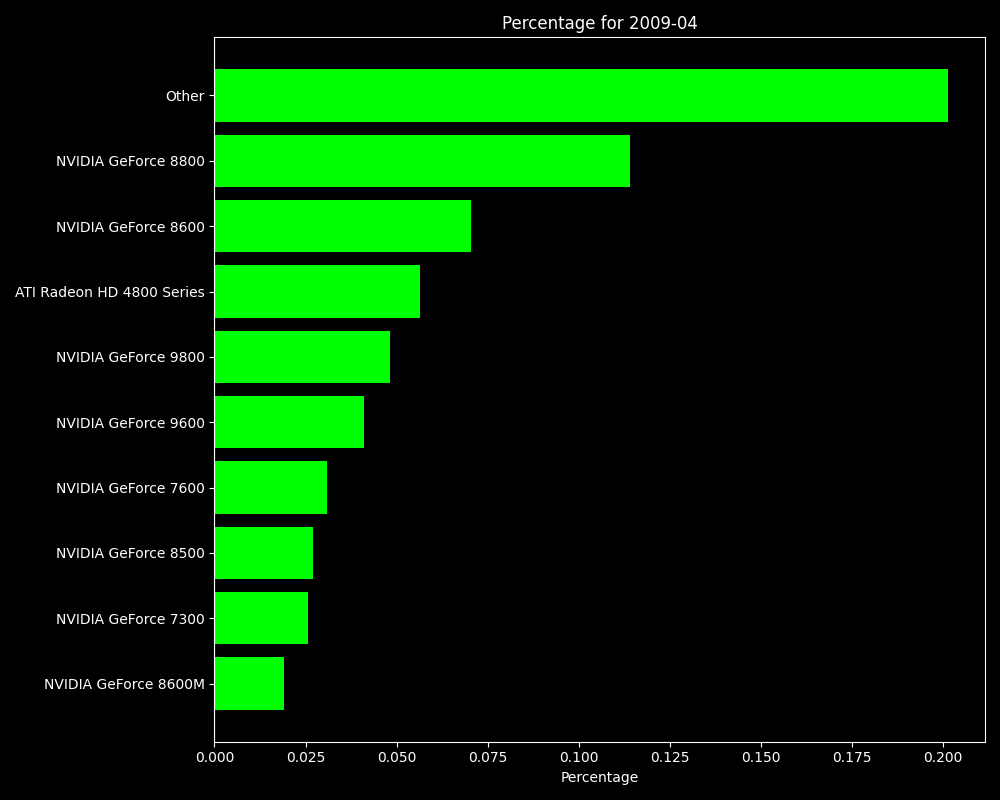 Percentage for 2009-04
Other
NVIDIA GeForce 8800
NVIDIA GeForce 8600
ATI Radeon HD 4800 Series
NVIDIA GeForce 9800
NVIDIA GeForce 9600
NVIDIA GeForce 7600
NVIDIA GeForce 8500
NVIDIA GeForce 7300
NVIDIA GeForce 8600M
0.000 0.025 0.050 0.075 0.100 0.125 0.150 0.175 0.200
Percentage